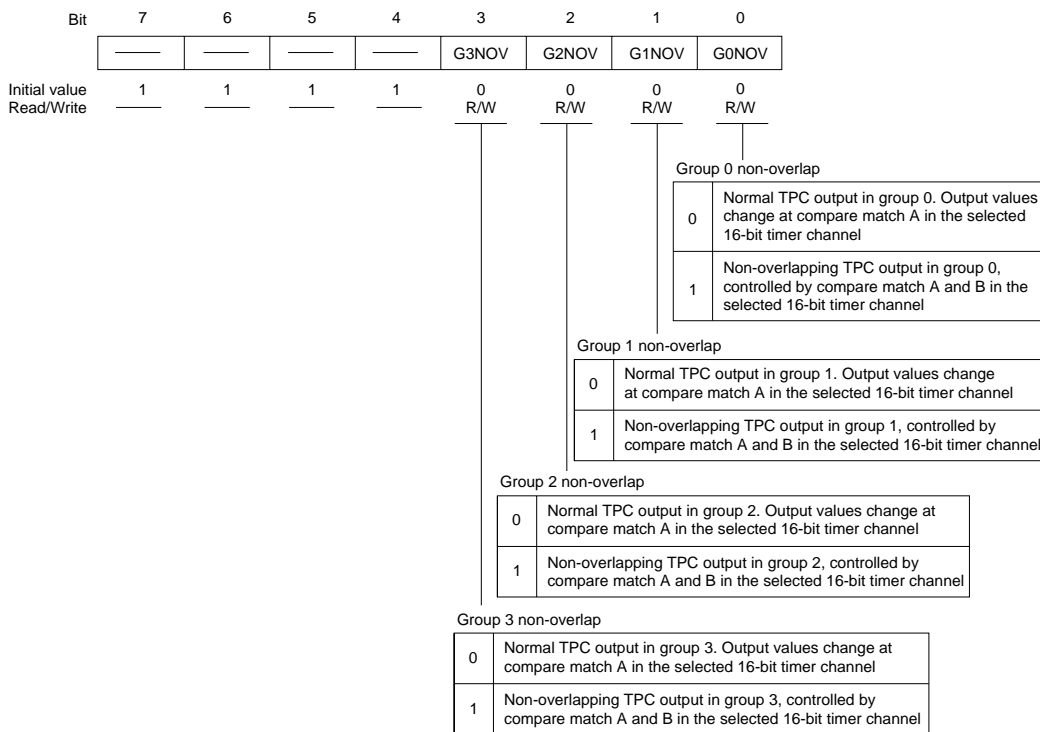 Bit 7 6 5 4 3 2 1 0
G3NOV G2NOV G1NOV G0NOV
Initial value 1 1 1 1 0 0 0 0
Read/Write R/W R/W R/W R/W
Group 0 non-overlap
0 Normal TPC output in group 0. Output values
change at compare match A in the selected
16-bit timer channel
1 Non-overlapping TPC output in group 0,
controlled by compare match A and B in the
selected 16-bit timer channel
Group 1 non-overlap
0 Normal TPC output in group 1. Output values change
at compare match A in the selected 16-bit timer channel
1 Non-overlapping TPC output in group 1, controlled by
compare match A and B in the selected 16-bit timer channel
Group 2 non-overlap
0 Normal TPC output in group 2. Output values change at
compare match A in the selected 16-bit timer channel
1 Non-overlapping TPC output in group 2, controlled by
compare match A and B in the selected 16-bit timer channel
Group 3 non-overlap
0 Normal TPC output in group 3. Output values change at
compare match A in the selected 16-bit timer channel
1 Non-overlapping TPC output in group 3, controlled by
compare match A and B in the selected 16-bit timer channel